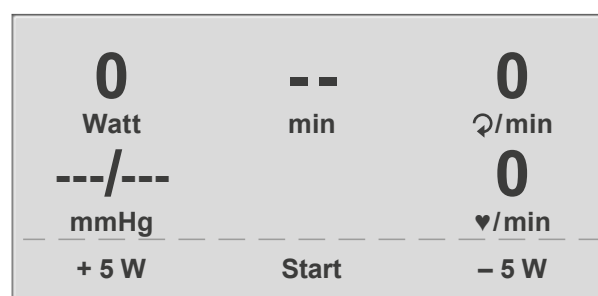 0 -- 0
Watt min ⟳/min
---/--- 0
mmHg ♥/min
+ 5 W Start – 5 W